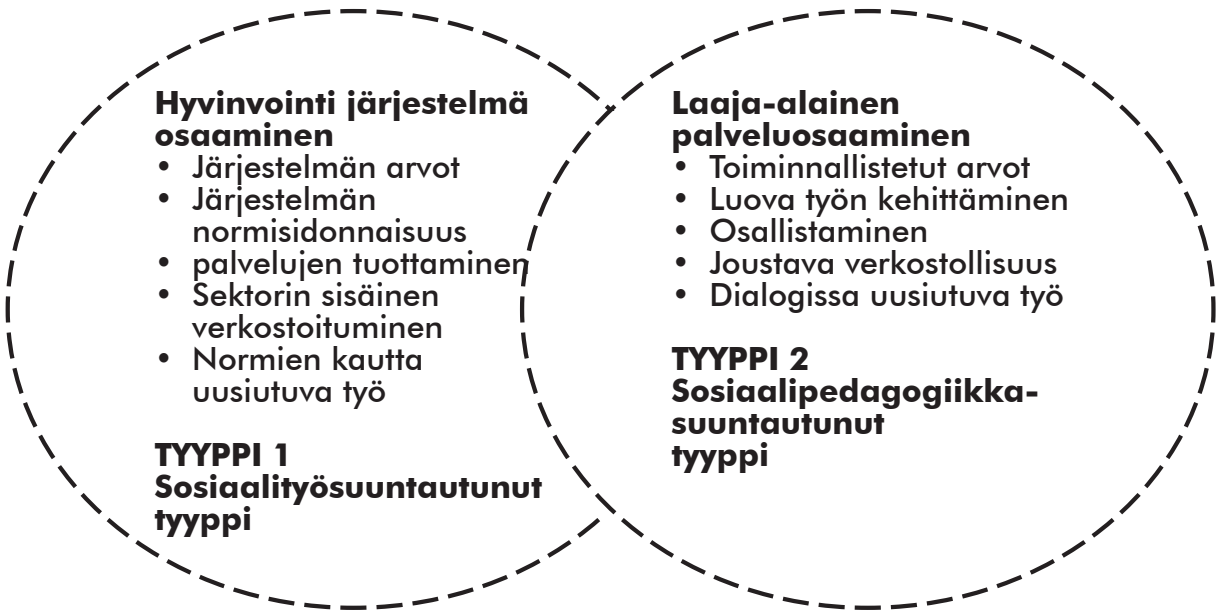 Hyvinvointi järjestelmä
osaaminen
• Järjestelmän arvot
• Järjestelmän
normisidonnaisuus
• palvelujen tuottaminen
• Sektorin sisäinen
verkostoituminen
• Normien kautta
uusiutuva työ
TYYPPI 1
Sosiaalityösuuntautunut
tyyppi
Laaja-alainen
palveluosaaminen
• Toiminnallistetut arvot
• Luova työn kehittäminen
• Osallistaminen
• Joustava verkostollisuus
• Dialogissa uusiutuva työ
TYYPPI 2
Sosiaalipedagogiikka-
suuntautunut
tyyppi